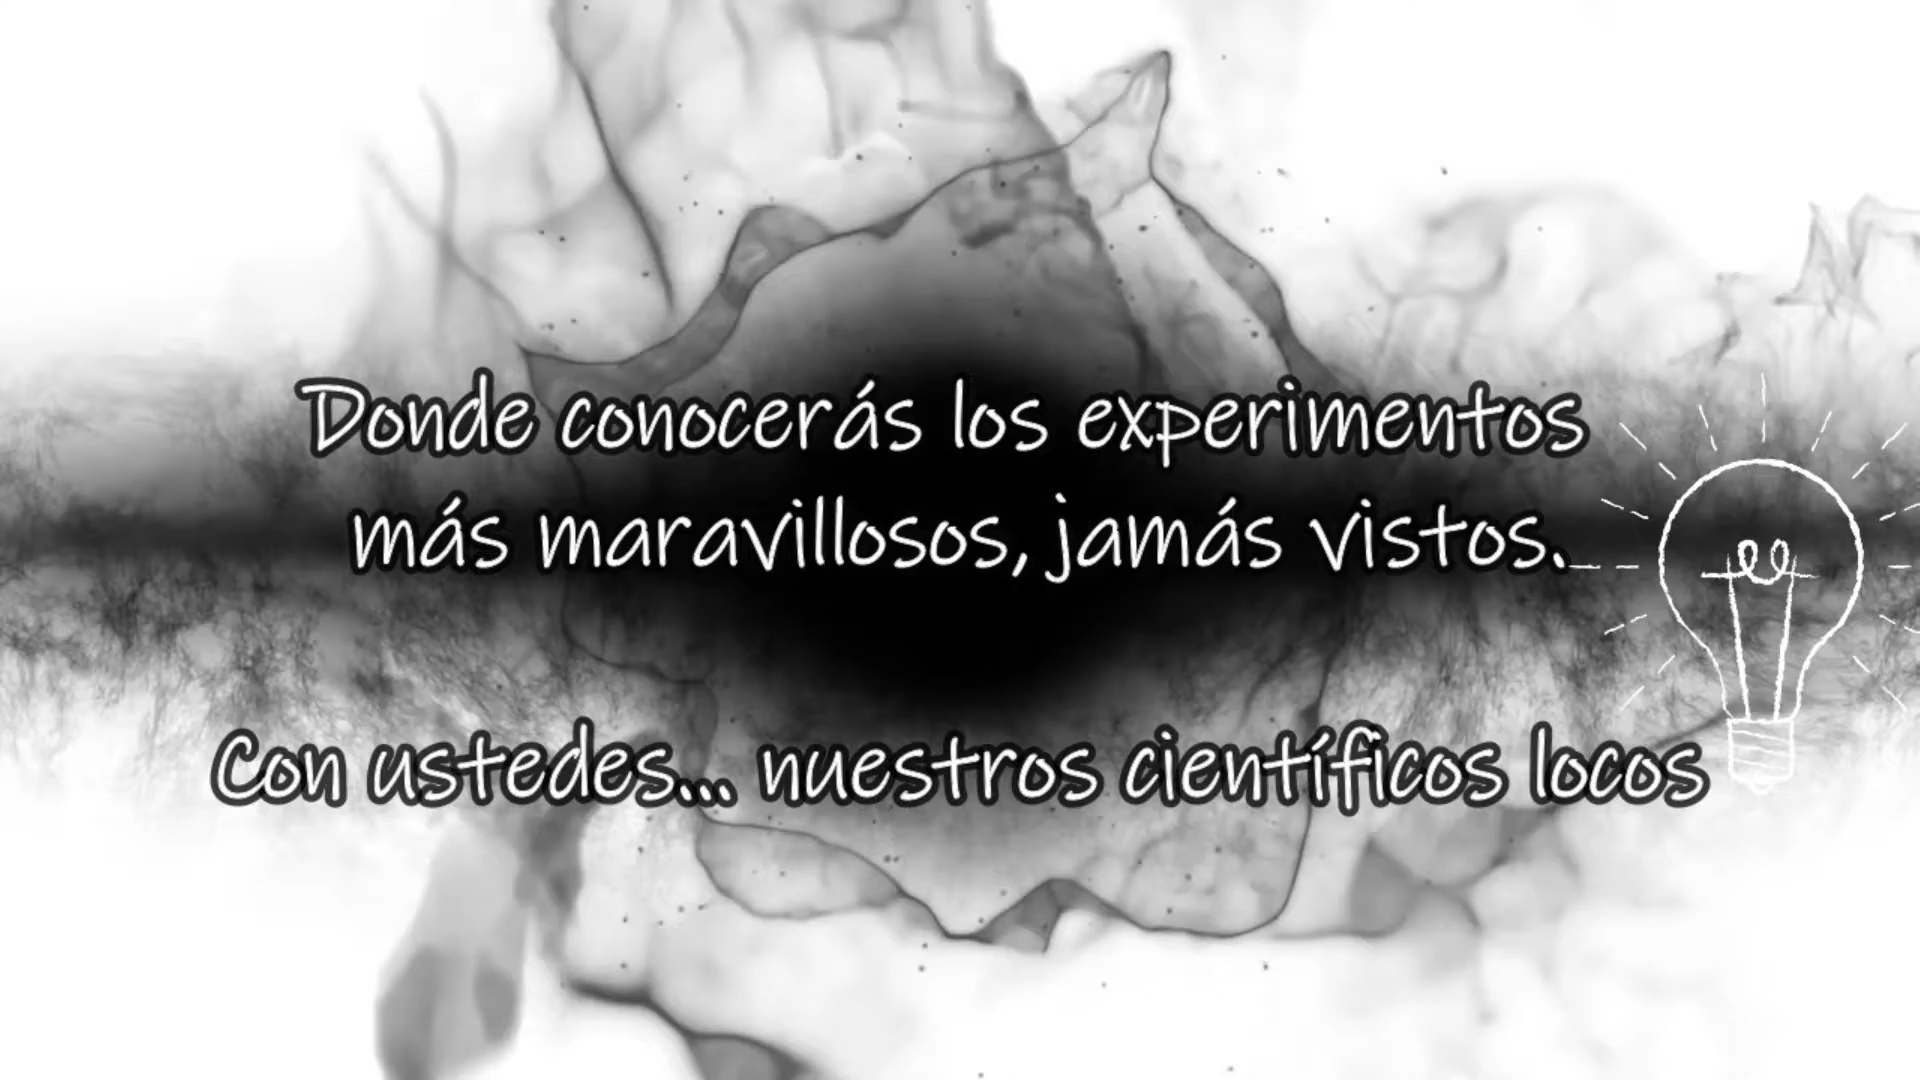 Donde conocerás los experimentos
más maravillosos, jamás vistos.
Con ustedes... nuestros científicos locos